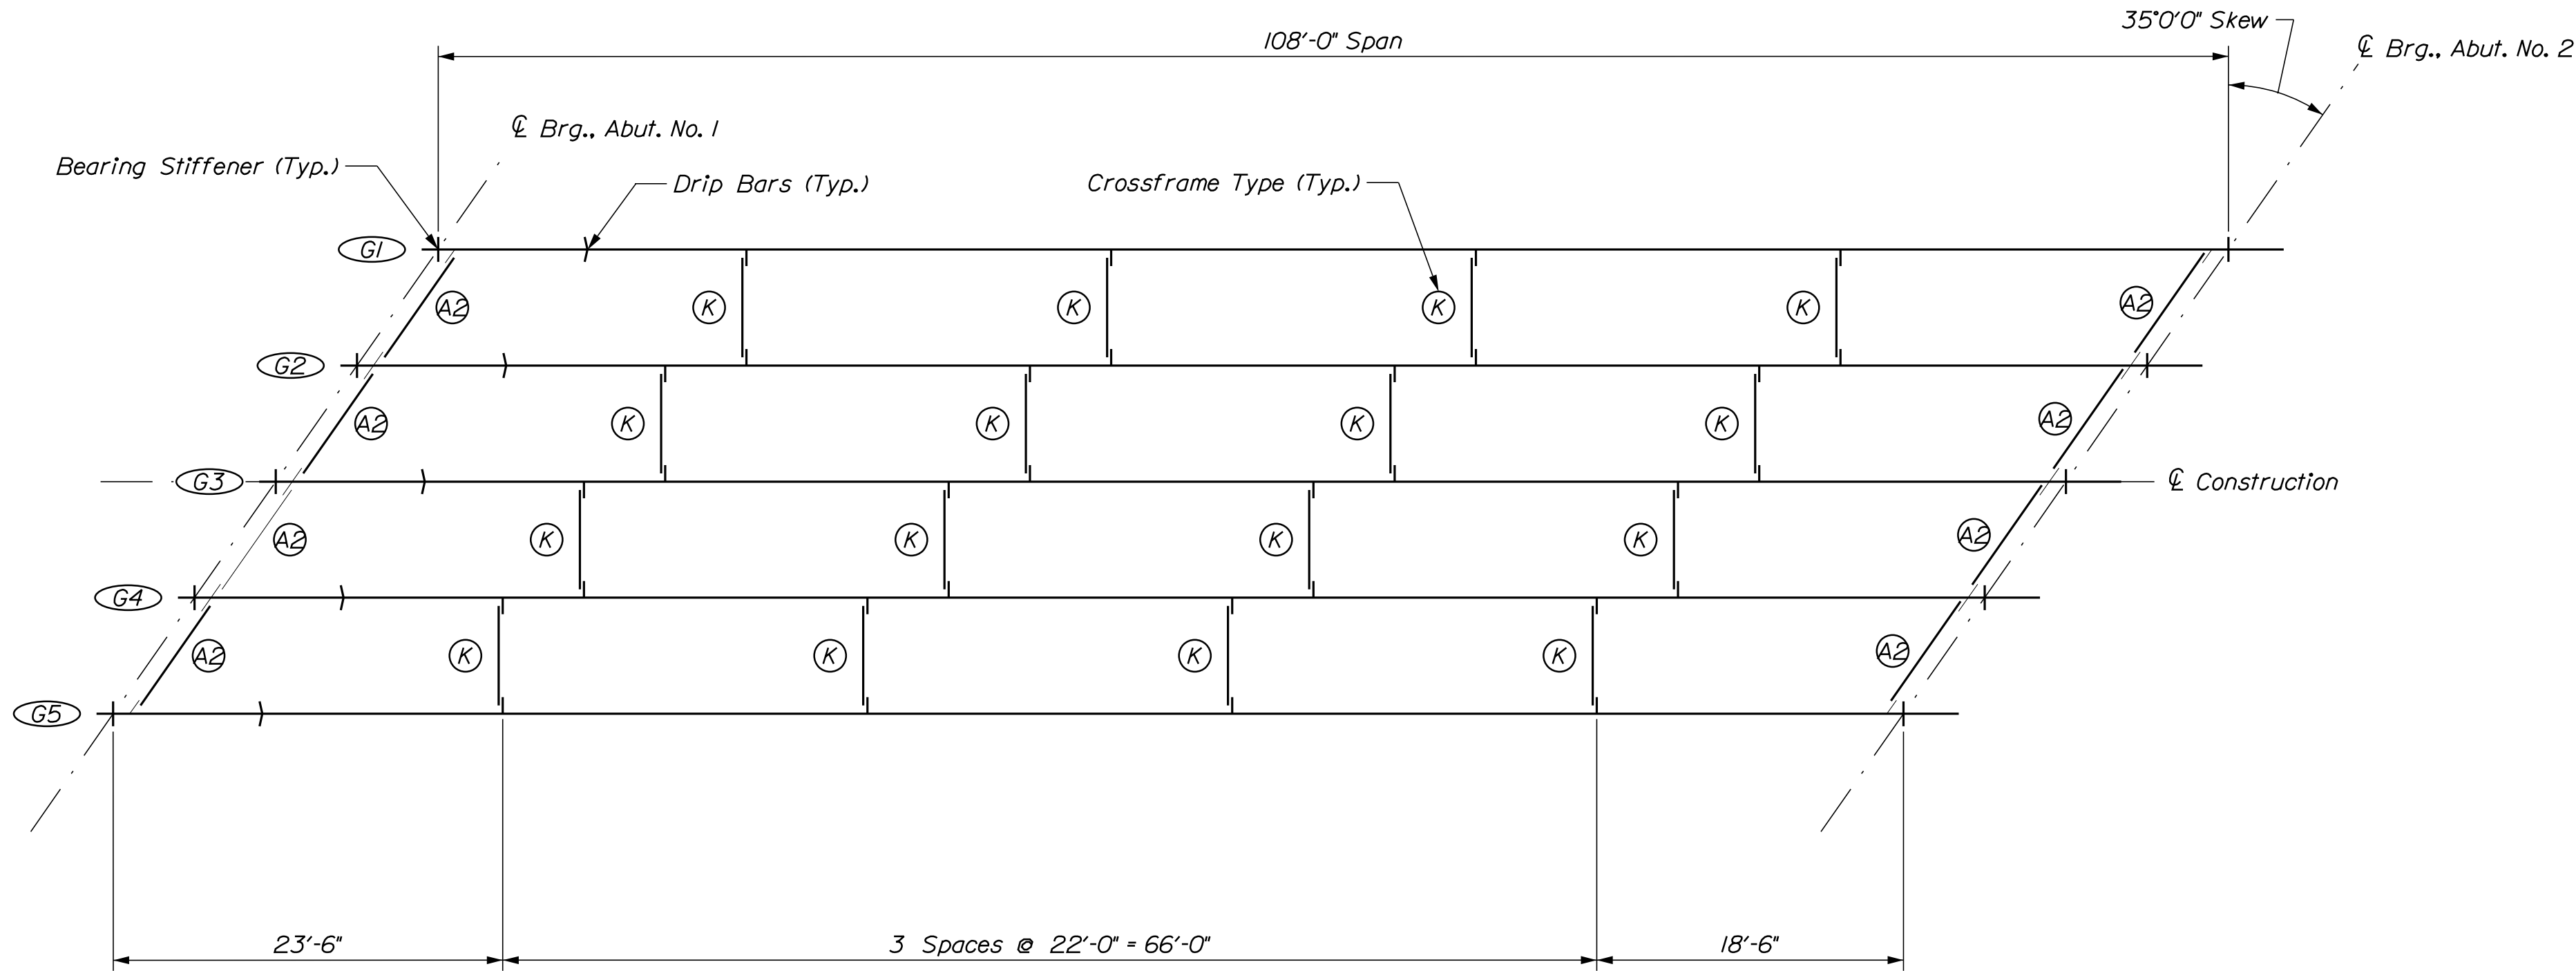 35°0'0" Skew
108'-0" Span
℄ Brg., Abut. No. 2
℄ Brg., Abut. No. 1
Bearing Stiffener (Typ.)
Drip Bars (Typ.)
Crossframe Type (Typ.)
G1
A2 K K K K A2
G2
A2 K K K K A2
G3
℄ Construction
A2 K K K K A2
G4
A2 K K K K A2
G5
23'-6"
3 Spaces @ 22'-0" = 66'-0"
18'-6"